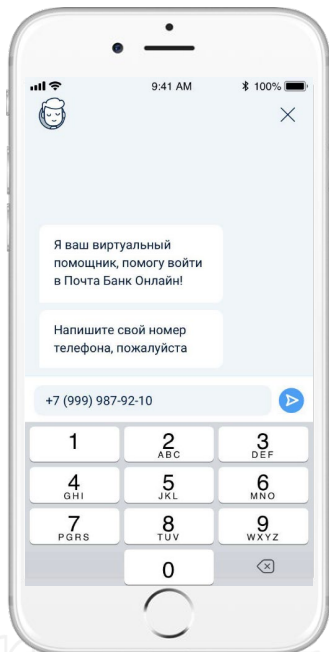 9:41 AM
100%
Я ваш виртуальный
помощник, помогу войти
в Почта Банк Онлайн!
Напишите свой номер
телефона, пожалуйста
+7 (999) 987-92-10
1
2
3
ABC
DEF
4
5
6
GHI
JKL
MNO
7
8
9
PGRS
TUV
WXYZ
0